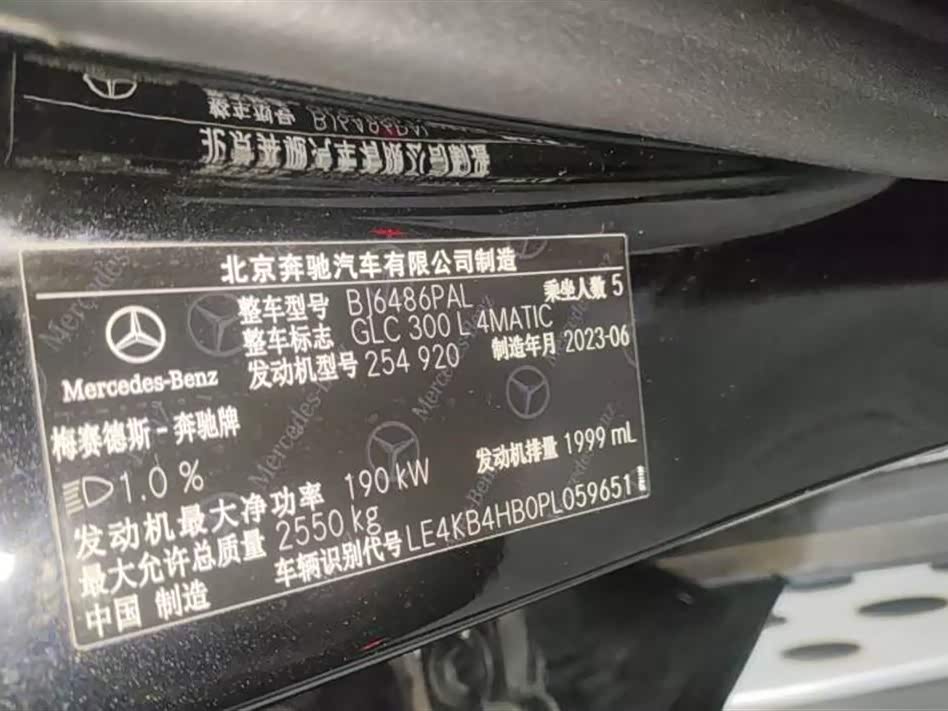 北京奔驰汽车有限公司制造
整车型号 BJ6486PAL 乘坐人数 5
整车标志 GLC 300 L 4MATIC
发动机型号 254 920 制造年月 2023-06
Mercedes-Benz
梅赛德斯-奔驰牌
1.0 %
发动机最大净功率 190 kW 发动机排量 1999 mL
最大允许总质量 2550 kg
车辆识别代号 LE4KB4HB0PL059651
中国 制造